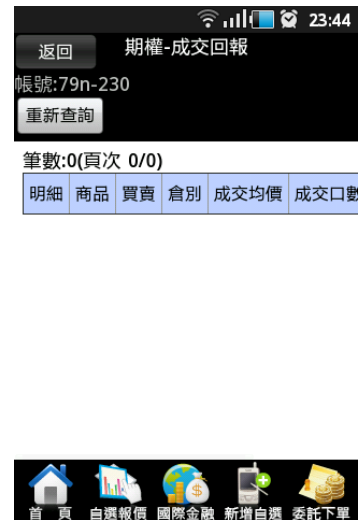 23:44
返回 期權-成交回報
帳號:79n-230
重新查詢
筆數:0(頁次 0/0)
明細 商品 買賣 倉別 成交均價 成交口數
首 頁 自選報價 國際金融 新增自選 委託下單